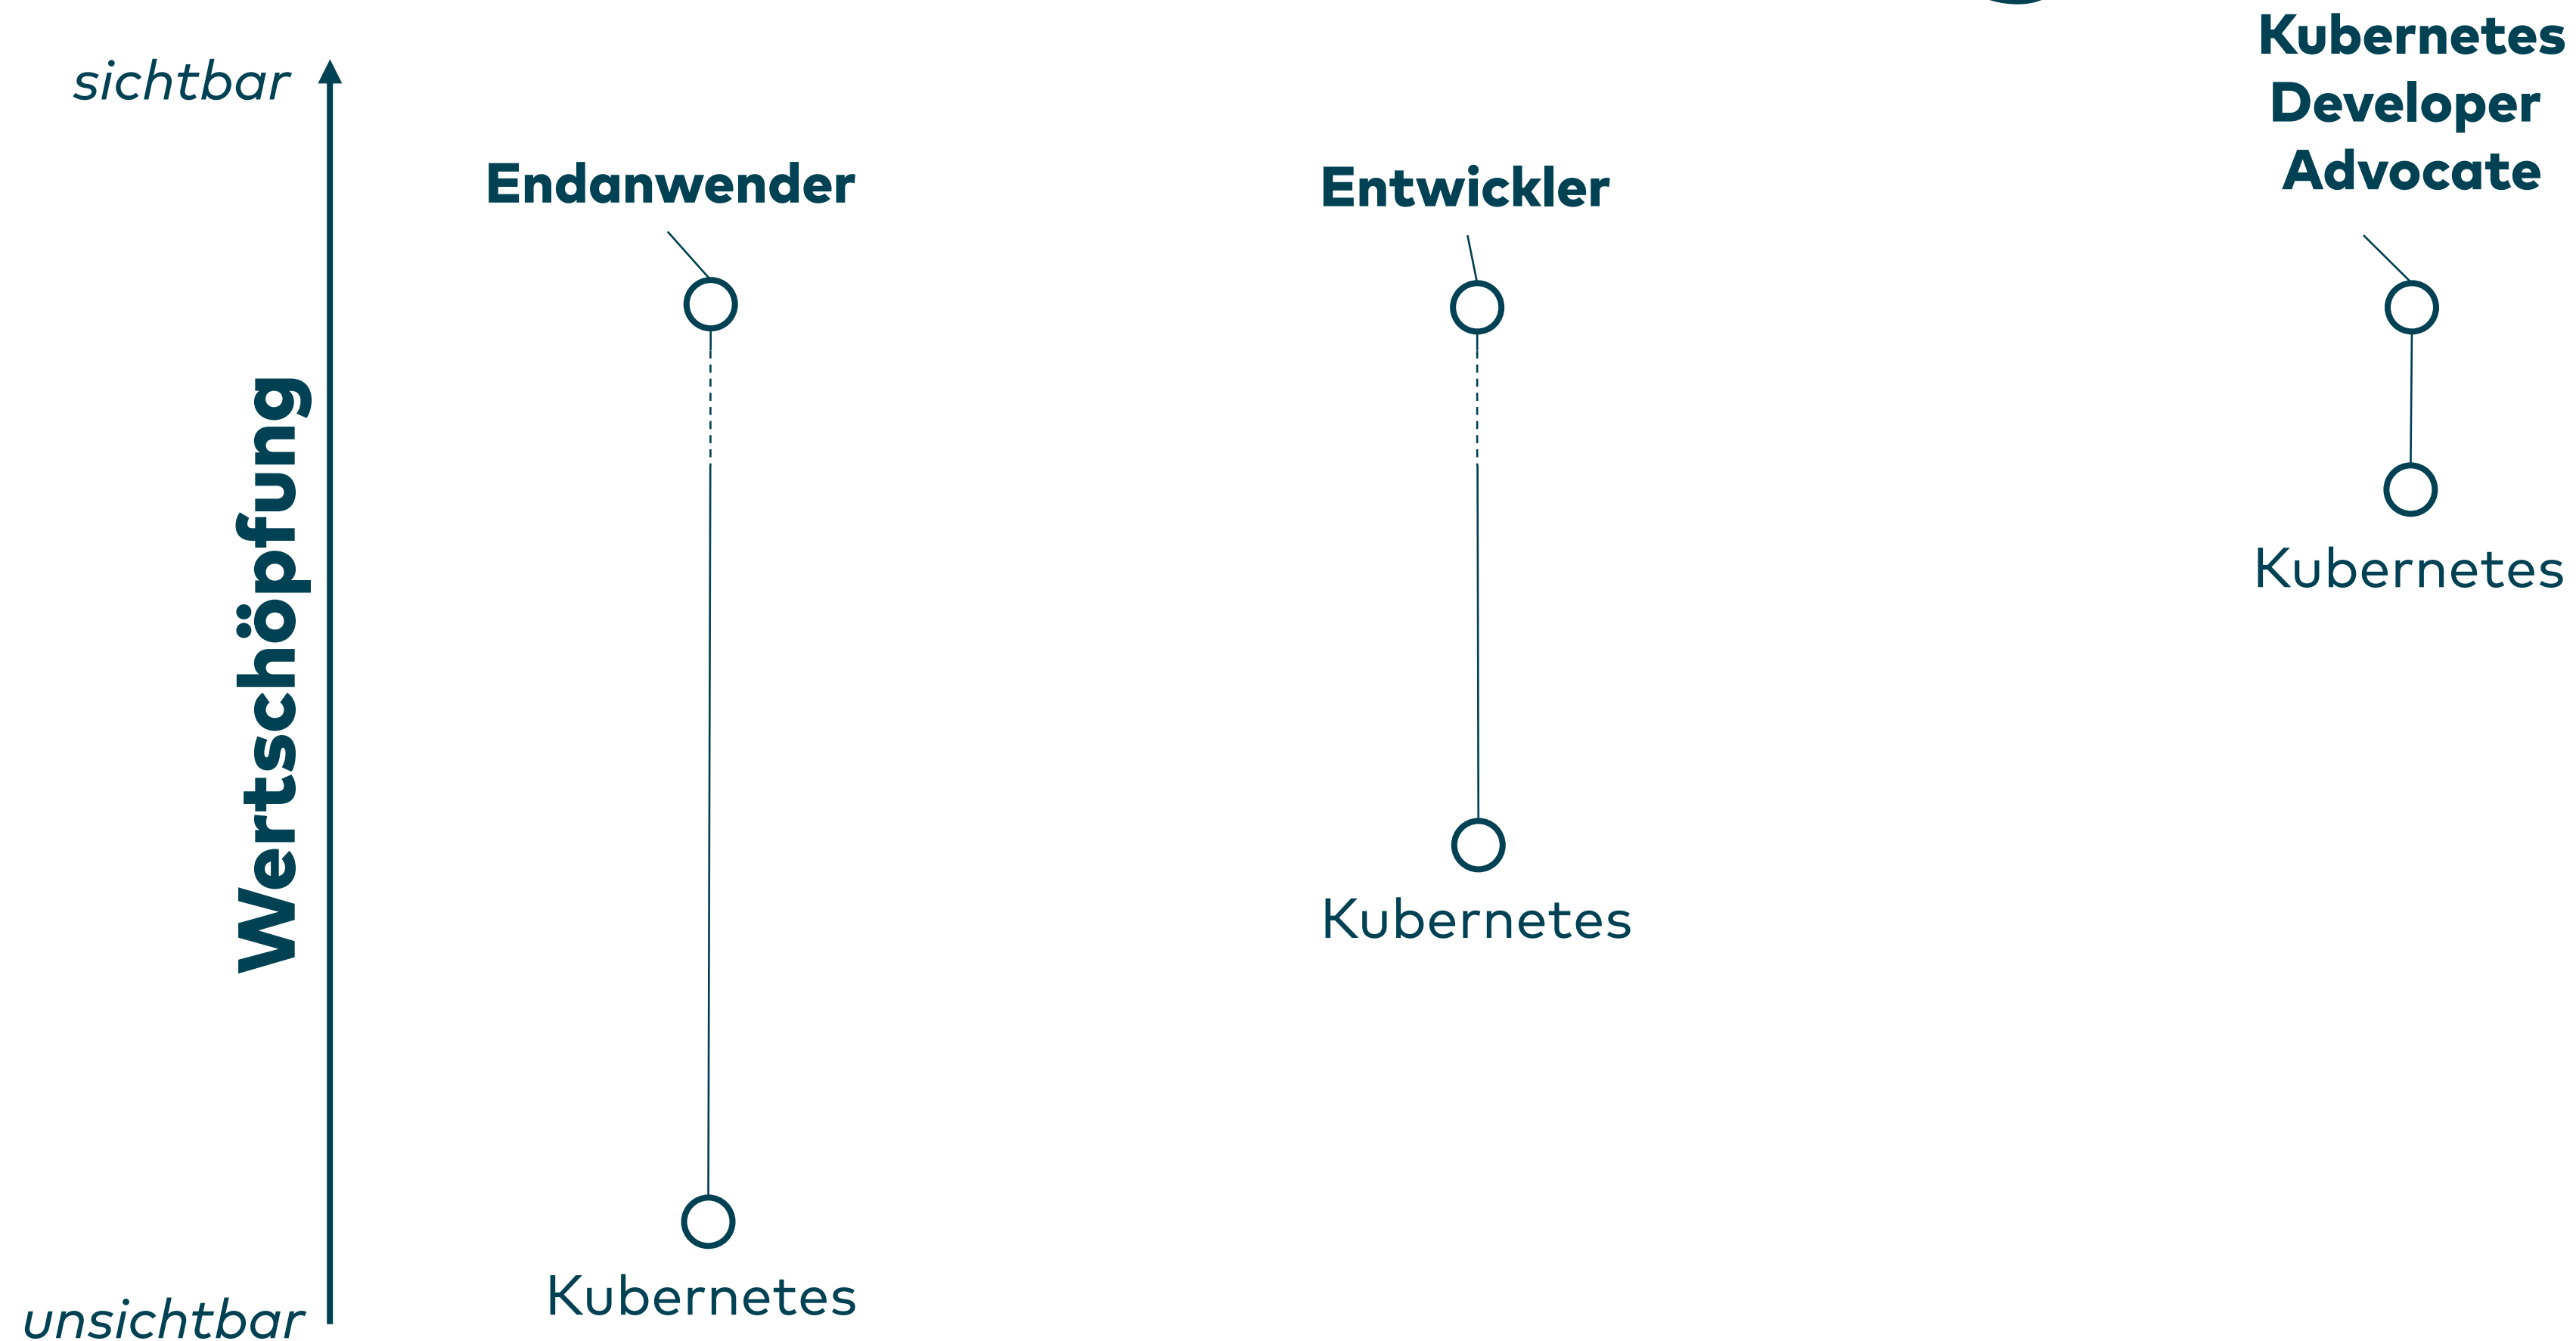 sichtbar
Wertschöpfung
unsichtbar
Endanwender
Kubernetes
Entwickler
Kubernetes
Kubernetes
Developer
Advocate
Kubernetes